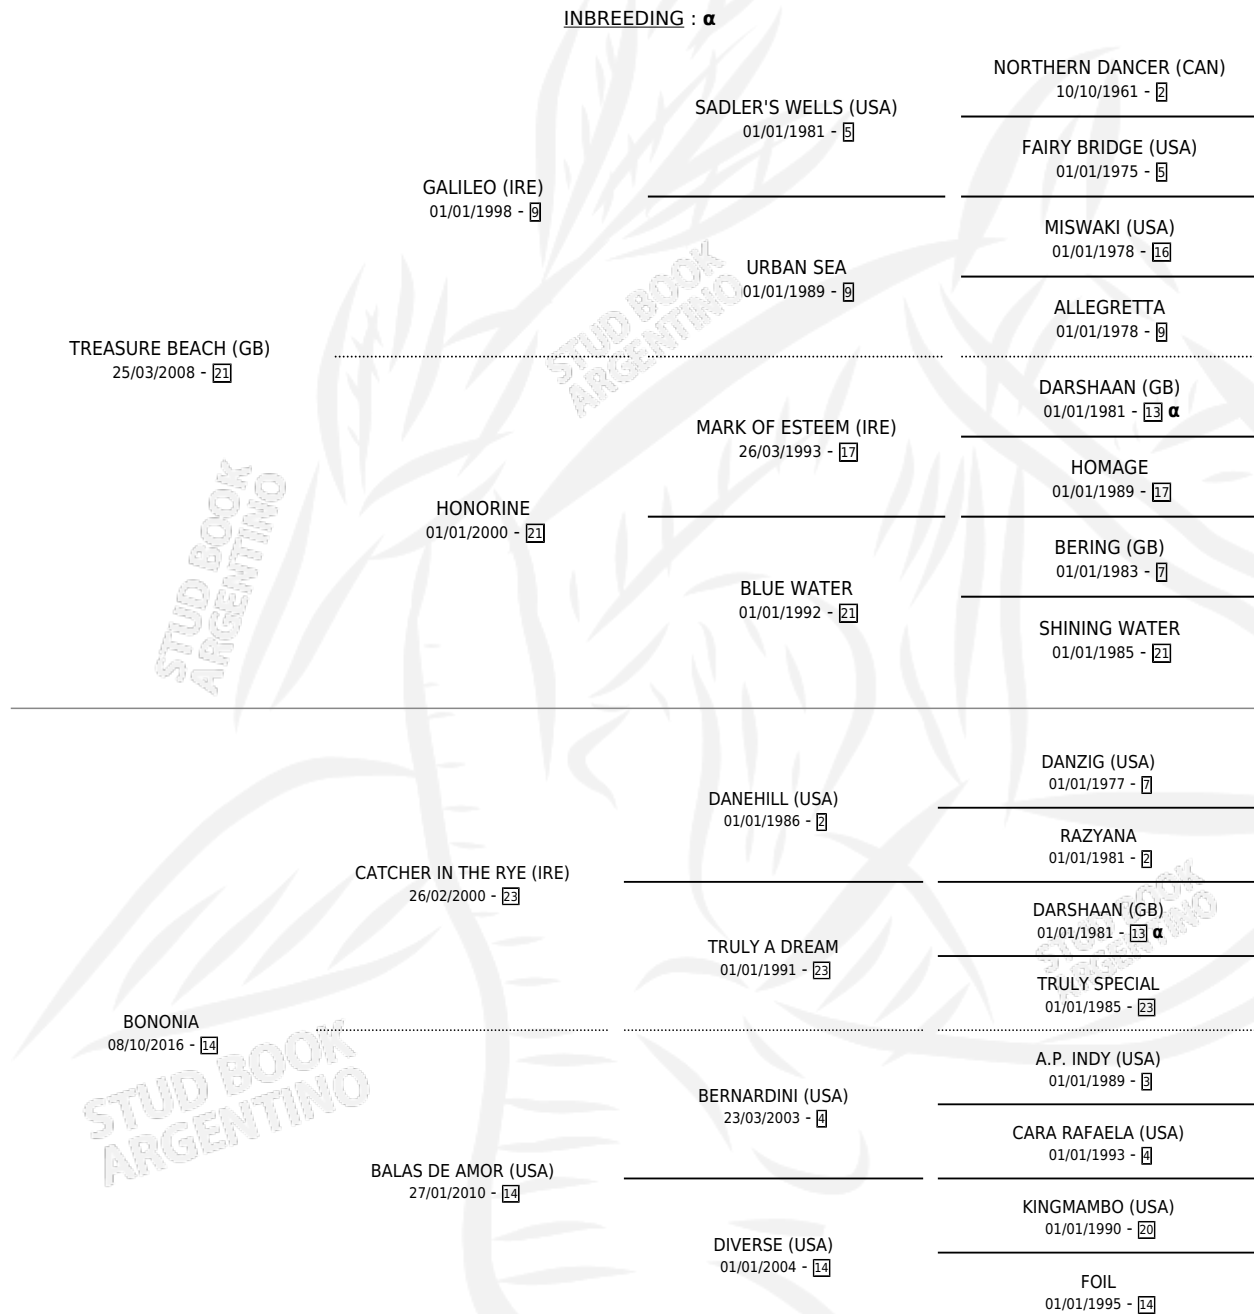 INBREEDING : α
NORTHERN DANCER (CAN)
10/10/1961 - 2
SADLER'S WELLS (USA)
01/01/1981 - 5
FAIRY BRIDGE (USA)
01/01/1975 - 5
GALILEO (IRE)
01/01/1998 - 9
MISWAKI (USA)
01/01/1978 - 16
URBAN SEA
01/01/1989 - 9
ALLEGRETTA
01/01/1978 - 9
TREASURE BEACH (GB)
25/03/2008 - 21
DARSHAAN (GB)
01/01/1981 - 13 α
MARK OF ESTEEM (IRE)
26/03/1993 - 17
HOMAGE
01/01/1989 - 17
HONORINE
01/01/2000 - 21
BERING (GB)
01/01/1983 - 7
BLUE WATER
01/01/1992 - 21
SHINING WATER
01/01/1985 - 21
DANZIG (USA)
01/01/1977 - 7
DANEHILL (USA)
01/01/1986 - 2
RAZYANA
01/01/1981 - 2
CATCHER IN THE RYE (IRE)
26/02/2000 - 23
DARSHAAN (GB)
01/01/1981 - 13 α
TRULY A DREAM
01/01/1991 - 23
TRULY SPECIAL
01/01/1985 - 23
BONONIA
08/10/2016 - 14
A.P. INDY (USA)
01/01/1989 - 3
BERNARDINI (USA)
23/03/2003 - 4
CARA RAFAELA (USA)
01/01/1993 - 4
BALAS DE AMOR (USA)
27/01/2010 - 14
KINGMAMBO (USA)
01/01/1990 - 20
DIVERSE (USA)
01/01/2004 - 14
FOIL
01/01/1995 - 14
STUD BOOK
ARGENTINO
STUD BOOK
ARGENTINO
STUD BOOK
ARGENTINO
STUD BOOK
ARGENTINO